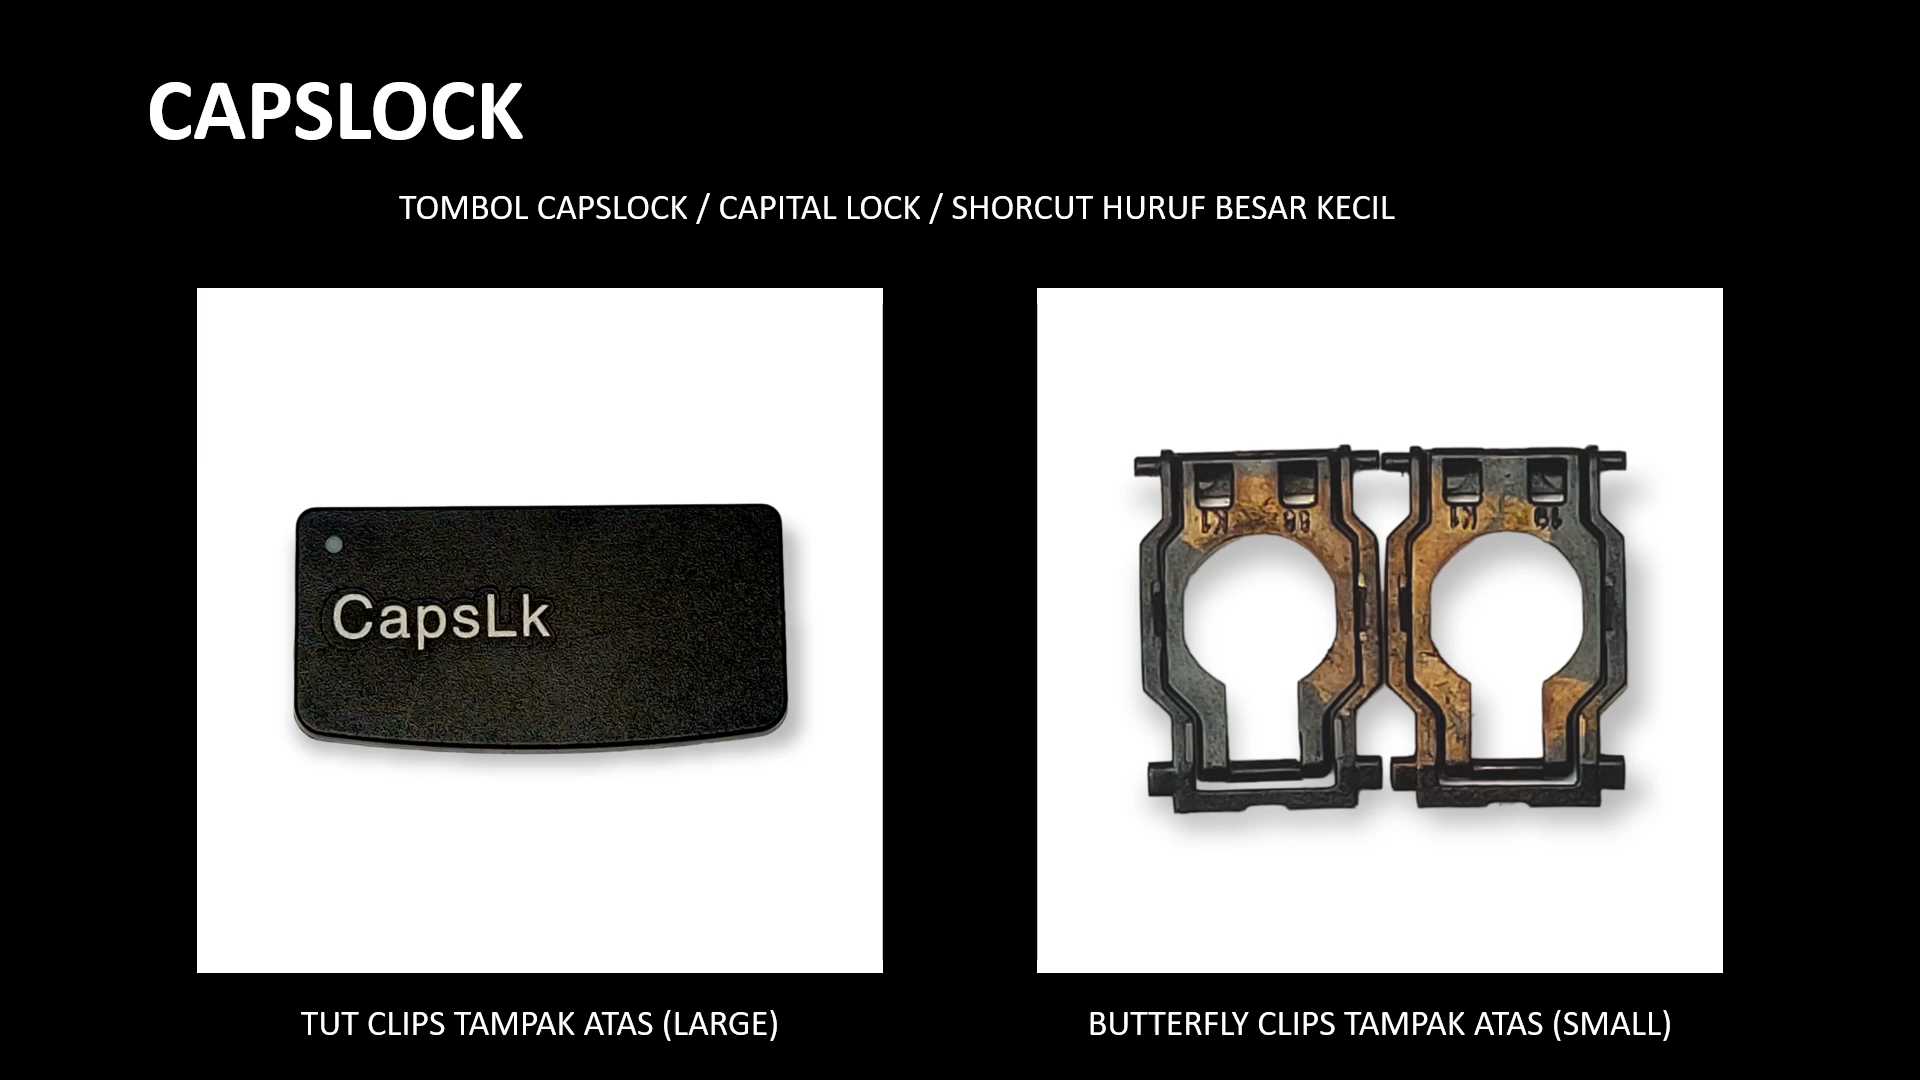 CAPSLOCK
TOMBOL CAPSLOCK / CAPITAL LOCK / SHORCUT HURUF BESAR KECIL
CapsLk
TUT CLIPS TAMPAK ATAS (LARGE)
BUTTERFLY CLIPS TAMPAK ATAS (SMALL)